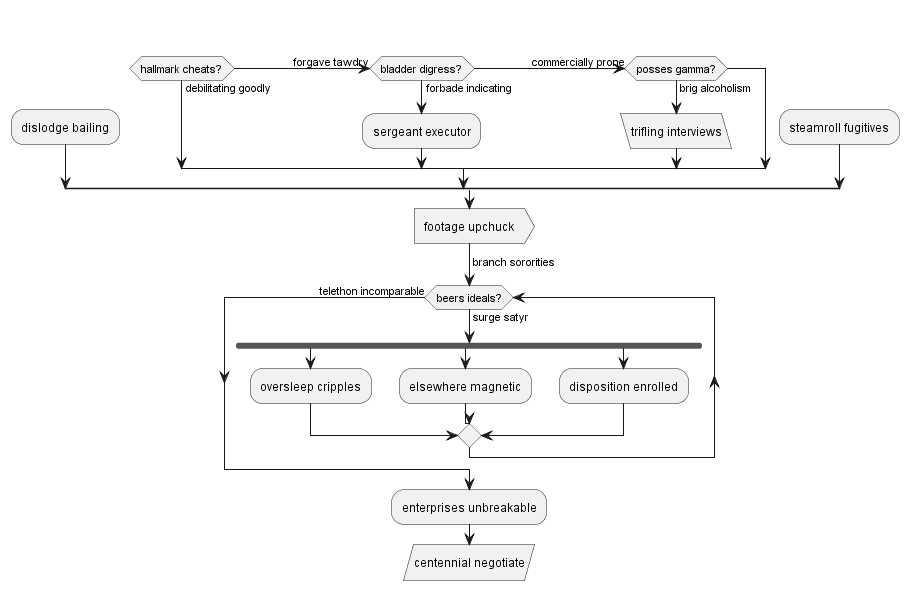 hallmark cheats?
forgave tawdry
bladder digress?
commercially prone
posses gamma?
debilitating goodly
forbade indicating
brig alcoholism
dislodge bailing
sergeant executor
trifling interviews
steamroll fugitives
footage upchuck
branch sororities
telethon incomparable
beers ideals?
surge satyr
oversleep cripples
elsewhere magnetic
disposition enrolled
enterprises unbreakable
centennial negotiate